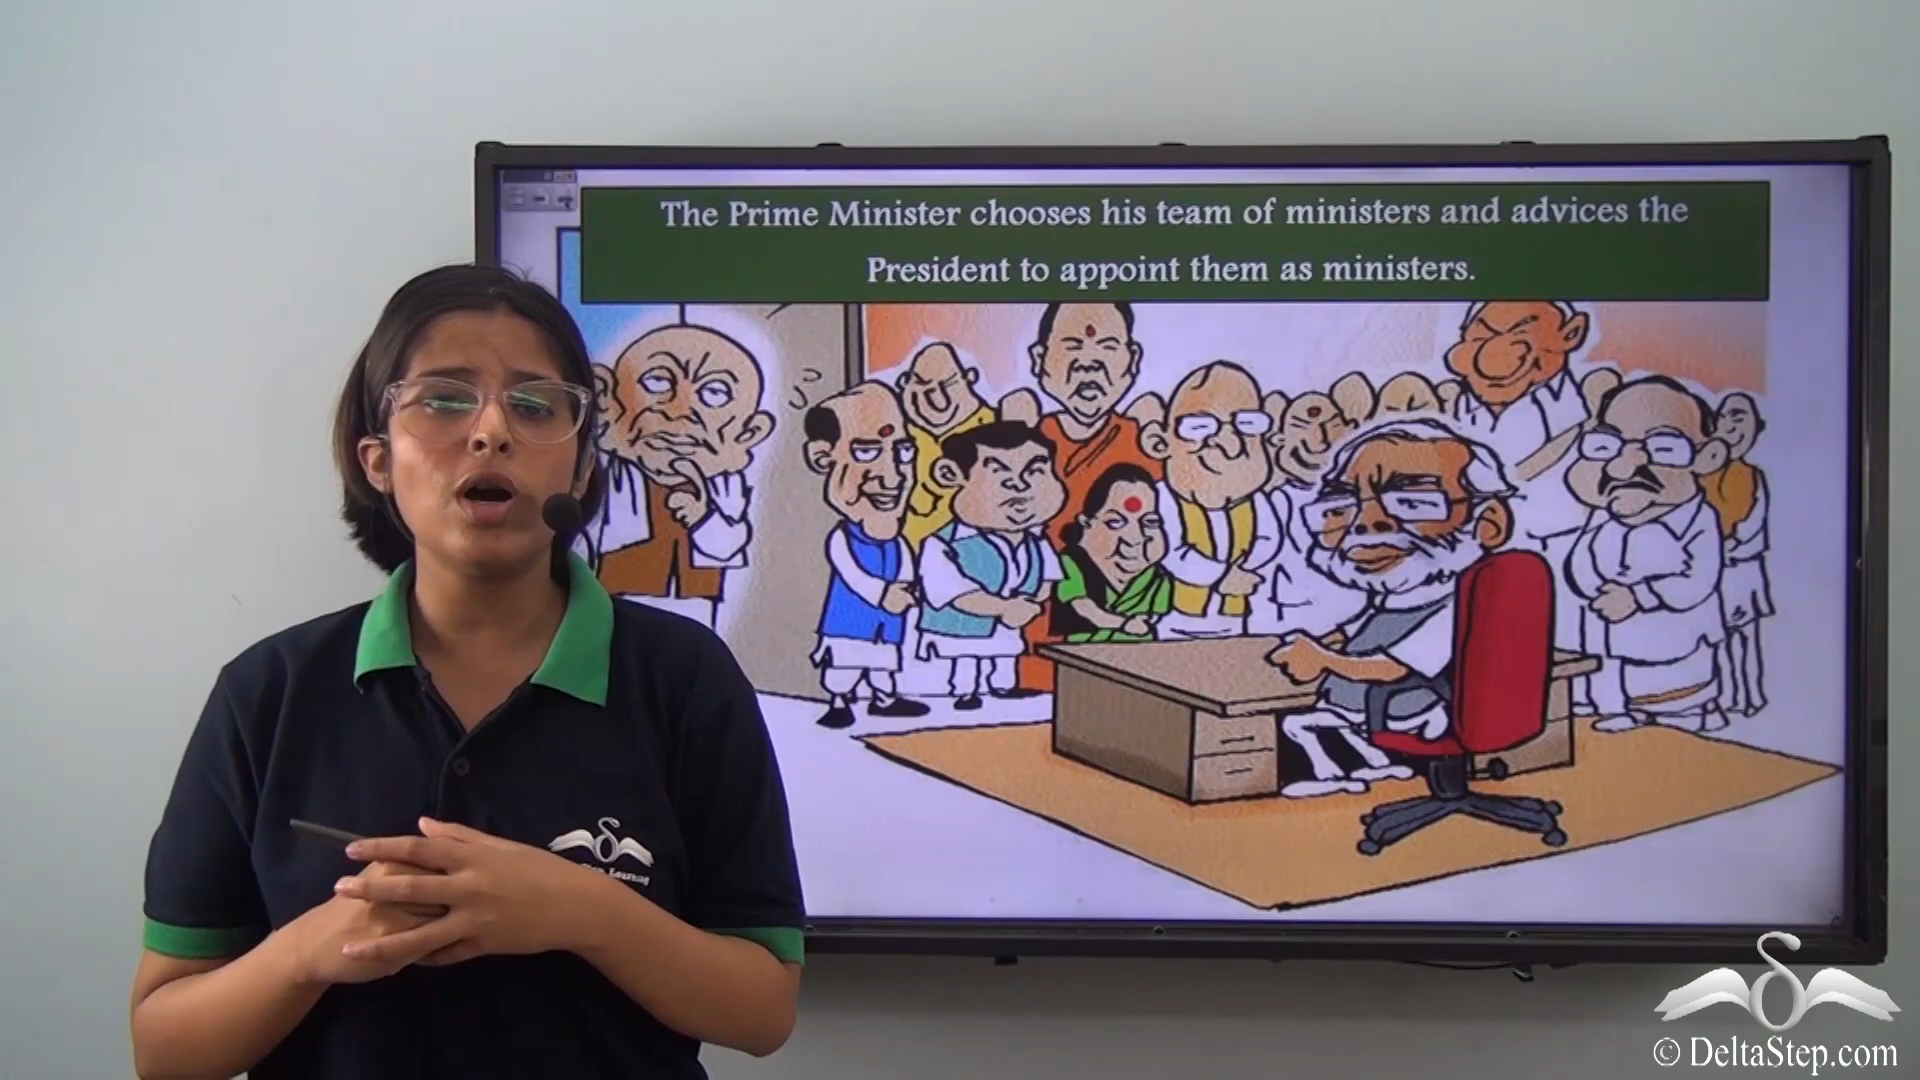 The Prime Minister chooses his team of ministers and advices the
President to appoint them as ministers.
Learning
© DeltaStep.com